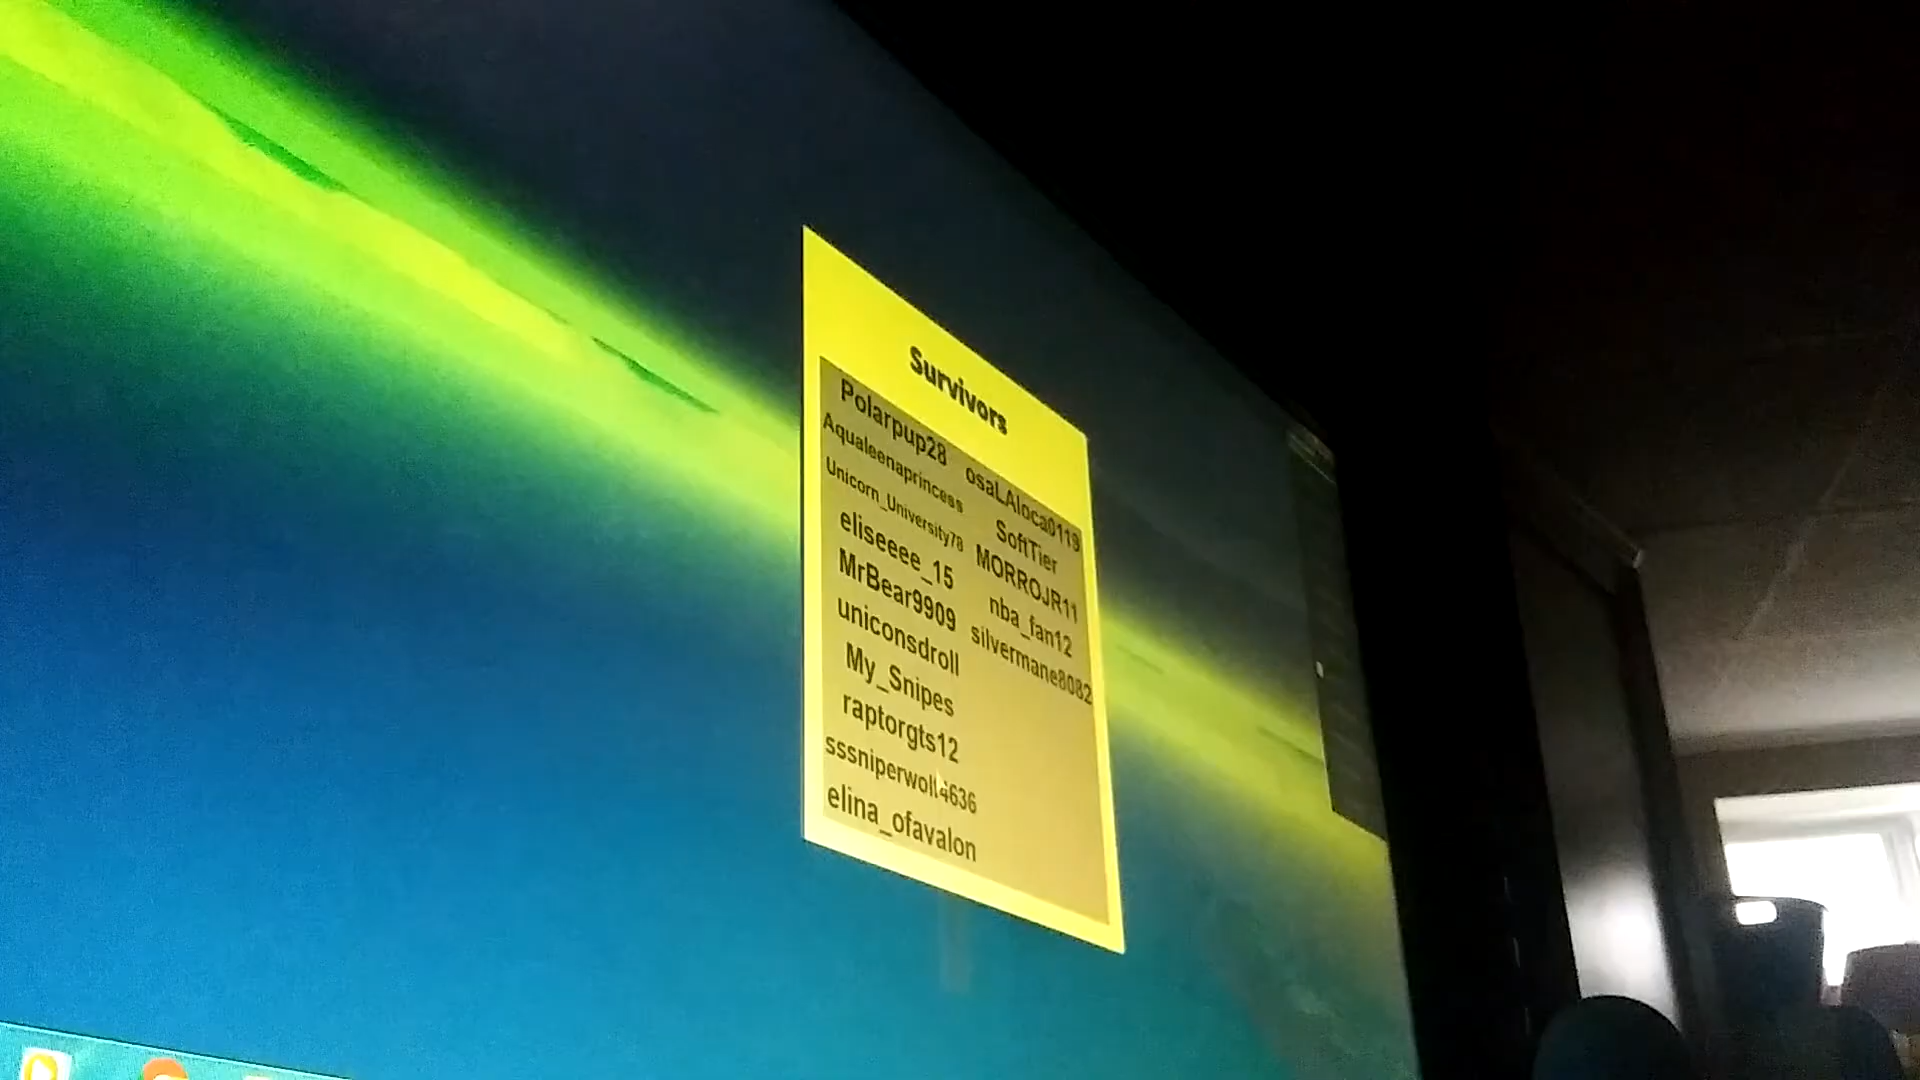 Survivors
Polarpup28
Aqualeenaprincess
Unicorn_University78
eliseeee_15
MrBear9909
uniconsdroll
My_Snipes
raptorgts12
sssniperwolf4636
elina_ofavalon
osaLAloca0119
SoftTier
MORROJR11
nba_fan12
silvermane8082